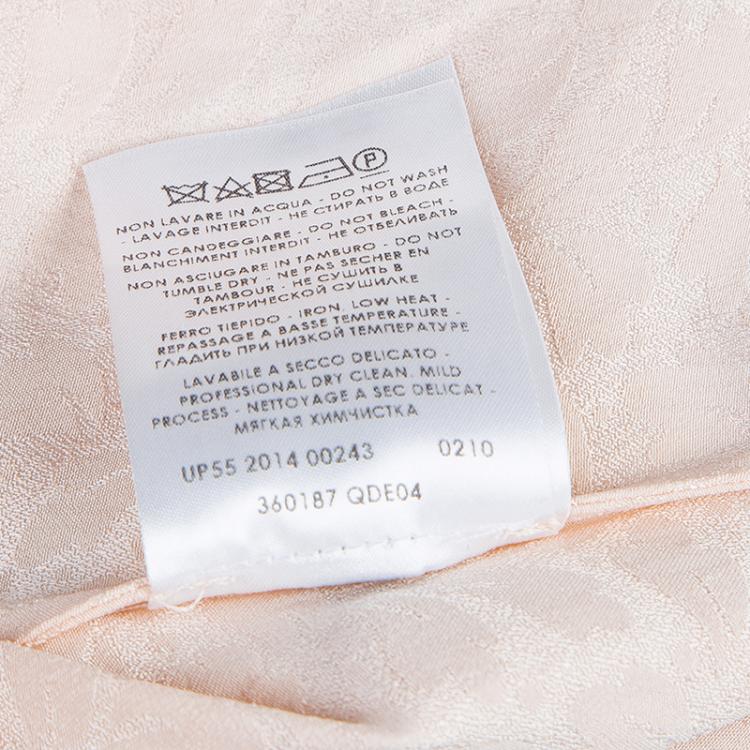 P
NON LAVARE IN ACQUA - DO NOT WASH
- LAVAGE INTERDIT - НЕ СТИРАТЬ В ВОДЕ
NON CANDEGGIARE - DO NOT BLEACH -
BLANCHIMENT INTERDIT - НЕ ОТБЕЛИВАТЬ
NON ASCIUGARE IN TAMBURO - DO NOT
TUMBLE DRY - NE PAS SECHER EN
TAMBOUR - НЕ СУШИТЬ В
ЭЛЕКТРИЧЕСКОЙ СУШИЛКЕ
FERRO TIEPIDO - IRON, LOW HEAT -
REPASSAGE A BASSE TEMPERATURE -
ГЛАДИТЬ ПРИ НИЗКОЙ ТЕМПЕРАТУРЕ
LAVABILE A SECCO DELICATO -
PROFESSIONAL DRY CLEAN, MILD
PROCESS - NETTOYAGE A SEC DELICAT -
МЯГКАЯ ХИМЧИСТКА
UP55 2014 00243 0210
360187 QDE04